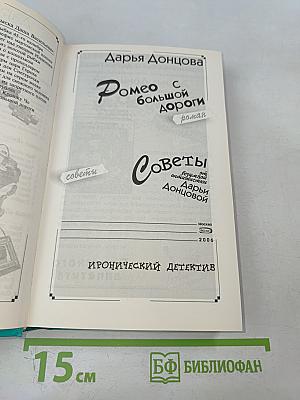 Дарья Донцова
Ромео с
большой
дороги
роман
советы
Советы
от
безумной
оптимистки
Дарьи
Донцовой
Москва
2006
ИРОНИЧЕСКИЙ ДЕТЕКТИВ
15 см
БФ БИБЛИОФАН